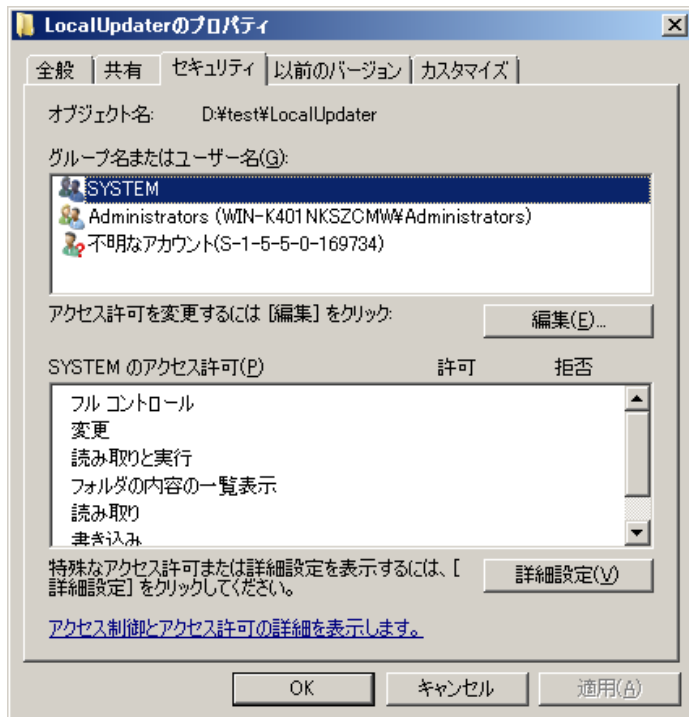 LocalUpdaterのプロパティ
全般 共有 セキュリティ 以前のバージョン カスタマイズ
オブジェクト名: D:¥test¥LocalUpdater
グループ名またはユーザー名(G):
SYSTEM
Administrators (WIN-K401NKSZCMW¥Administrators)
不明なアカウント(S-1-5-5-0-169734)
アクセス許可を変更するには [編集] をクリック: 編集(E)...
SYSTEM のアクセス許可(P) 許可 拒否
フル コントロール
変更
読み取りと実行
フォルダの内容の一覧表示
読み取り
書き込み
特殊なアクセス許可または詳細設定を表示するには、[
詳細設定] をクリックしてください。 詳細設定(V)
アクセス制御とアクセス許可の詳細を表示します。
OK キャンセル 適用(A)